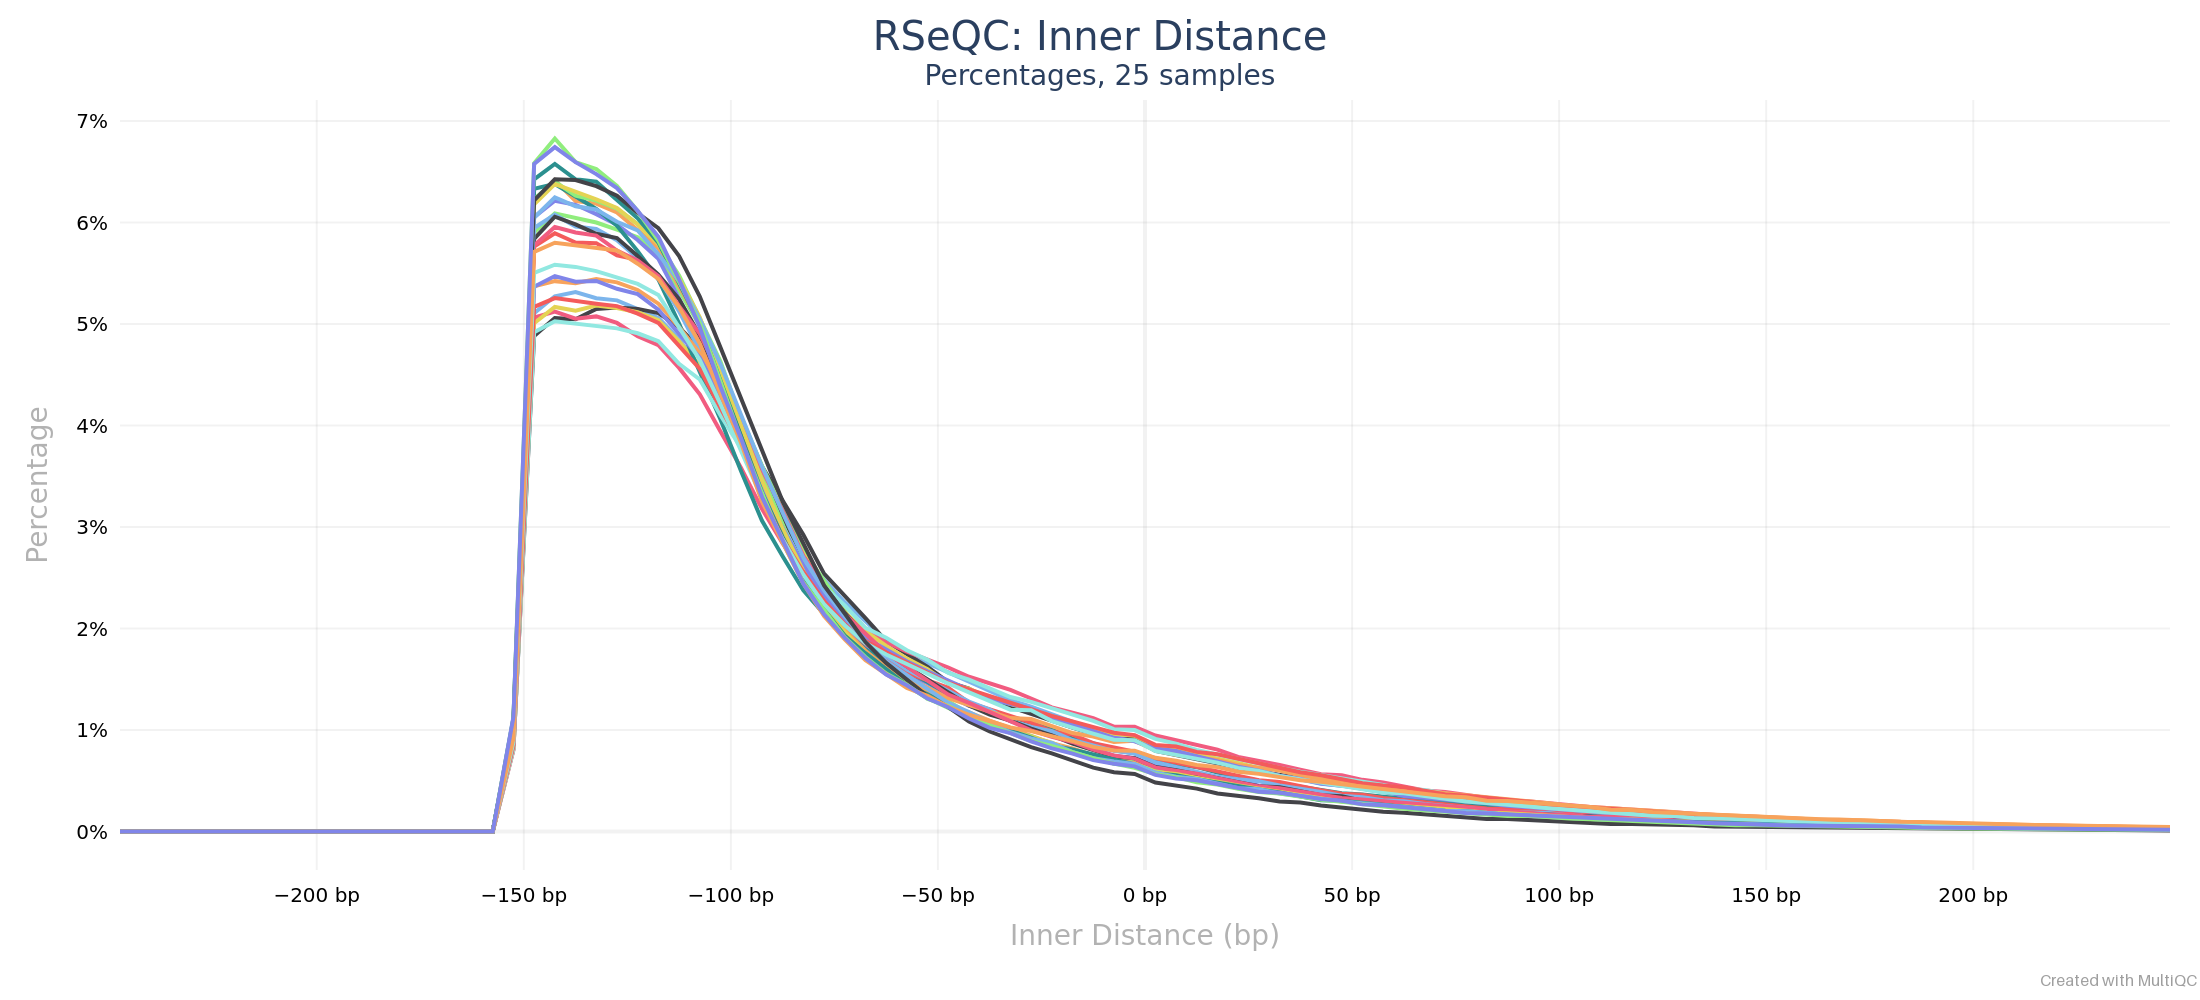 RSeQC: Inner Distance
Percentages, 25 samples
7%
6%
5%
4%
3%
2%
1%
0%
Percentage
−200 bp −150 bp −100 bp −50 bp 0 bp 50 bp 100 bp 150 bp 200 bp
Inner Distance (bp)
Created with MultiQC